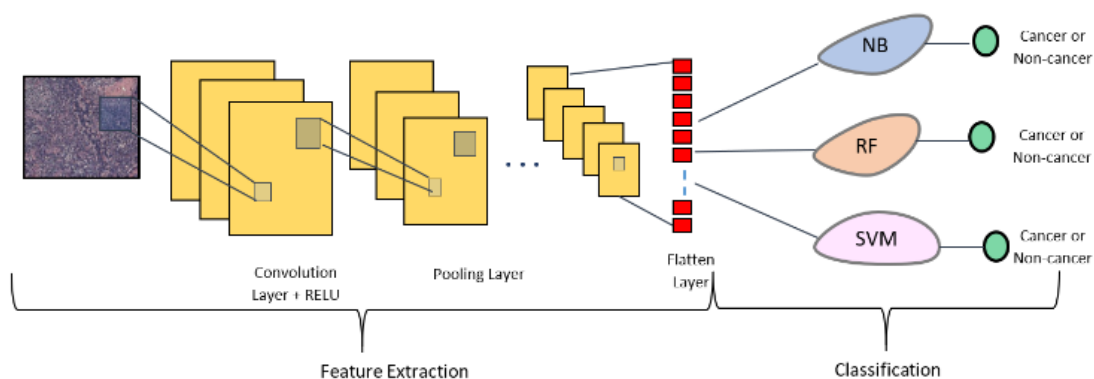 NB
Cancer or
Non-cancer
RF
Cancer or
Non-cancer
SVM
Cancer or
Non-cancer
Convolution
Layer + RELU
Pooling Layer
Flatten
Layer
Feature Extraction
Classification